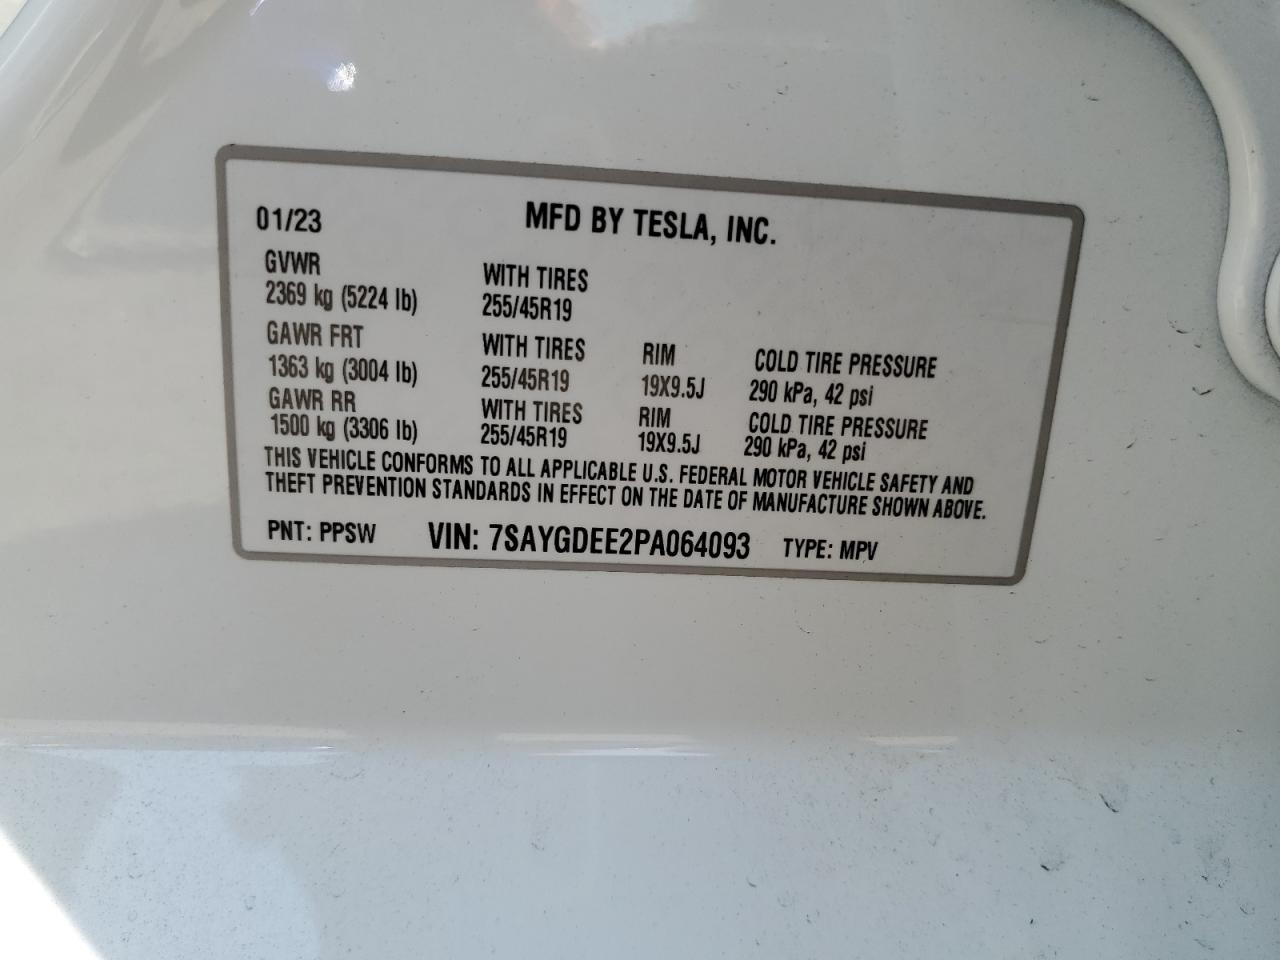 01/23 MFD BY TESLA, INC.
GVWR WITH TIRES
2369 kg (5224 lb) 255/45R19
GAWR FRT WITH TIRES RIM COLD TIRE PRESSURE
1363 kg (3004 lb) 255/45R19 19X9.5J 290 kPa, 42 psi
GAWR RR WITH TIRES RIM COLD TIRE PRESSURE
1500 kg (3306 lb) 255/45R19 19X9.5J 290 kPa, 42 psi
THIS VEHICLE CONFORMS TO ALL APPLICABLE U.S. FEDERAL MOTOR VEHICLE SAFETY AND
THEFT PREVENTION STANDARDS IN EFFECT ON THE DATE OF MANUFACTURE SHOWN ABOVE.
PNT: PPSW VIN: 7SAYGDEE2PA064093 TYPE: MPV